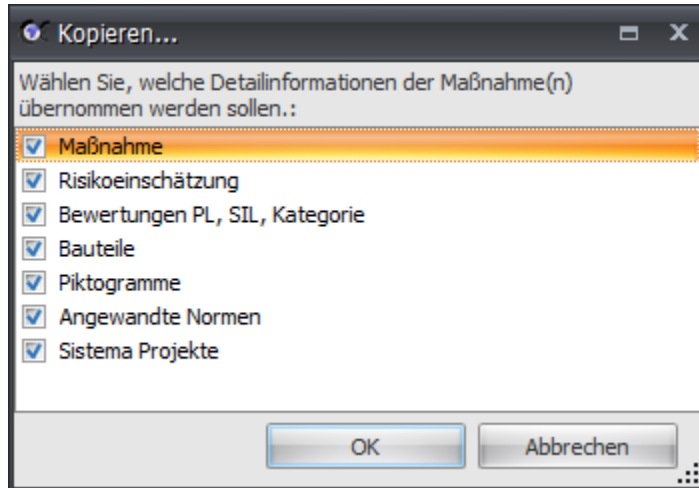 Kopieren...
Wählen Sie, welche Detailinformationen der Maßnahme(n)
übernommen werden sollen.:
Maßnahme
Risikoeinschätzung
Bewertungen PL, SIL, Kategorie
Bauteile
Piktogramme
Angewandte Normen
Sistema Projekte
OK
Abbrechen